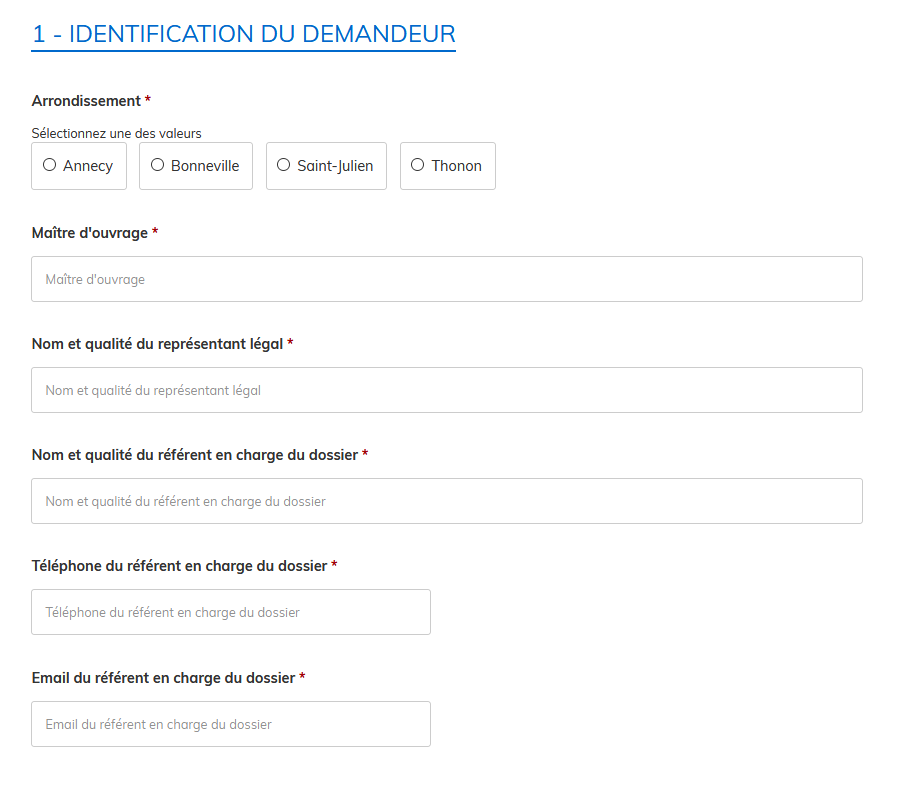 1 - IDENTIFICATION DU DEMANDEUR
Arrondissement *
Sélectionnez une des valeurs
Annecy Bonneville Saint-Julien Thonon
Maître d'ouvrage *
Maître d'ouvrage
Nom et qualité du représentant légal *
Nom et qualité du représentant légal
Nom et qualité du référent en charge du dossier *
Nom et qualité du référent en charge du dossier
Téléphone du référent en charge du dossier *
Téléphone du référent en charge du dossier
Email du référent en charge du dossier *
Email du référent en charge du dossier